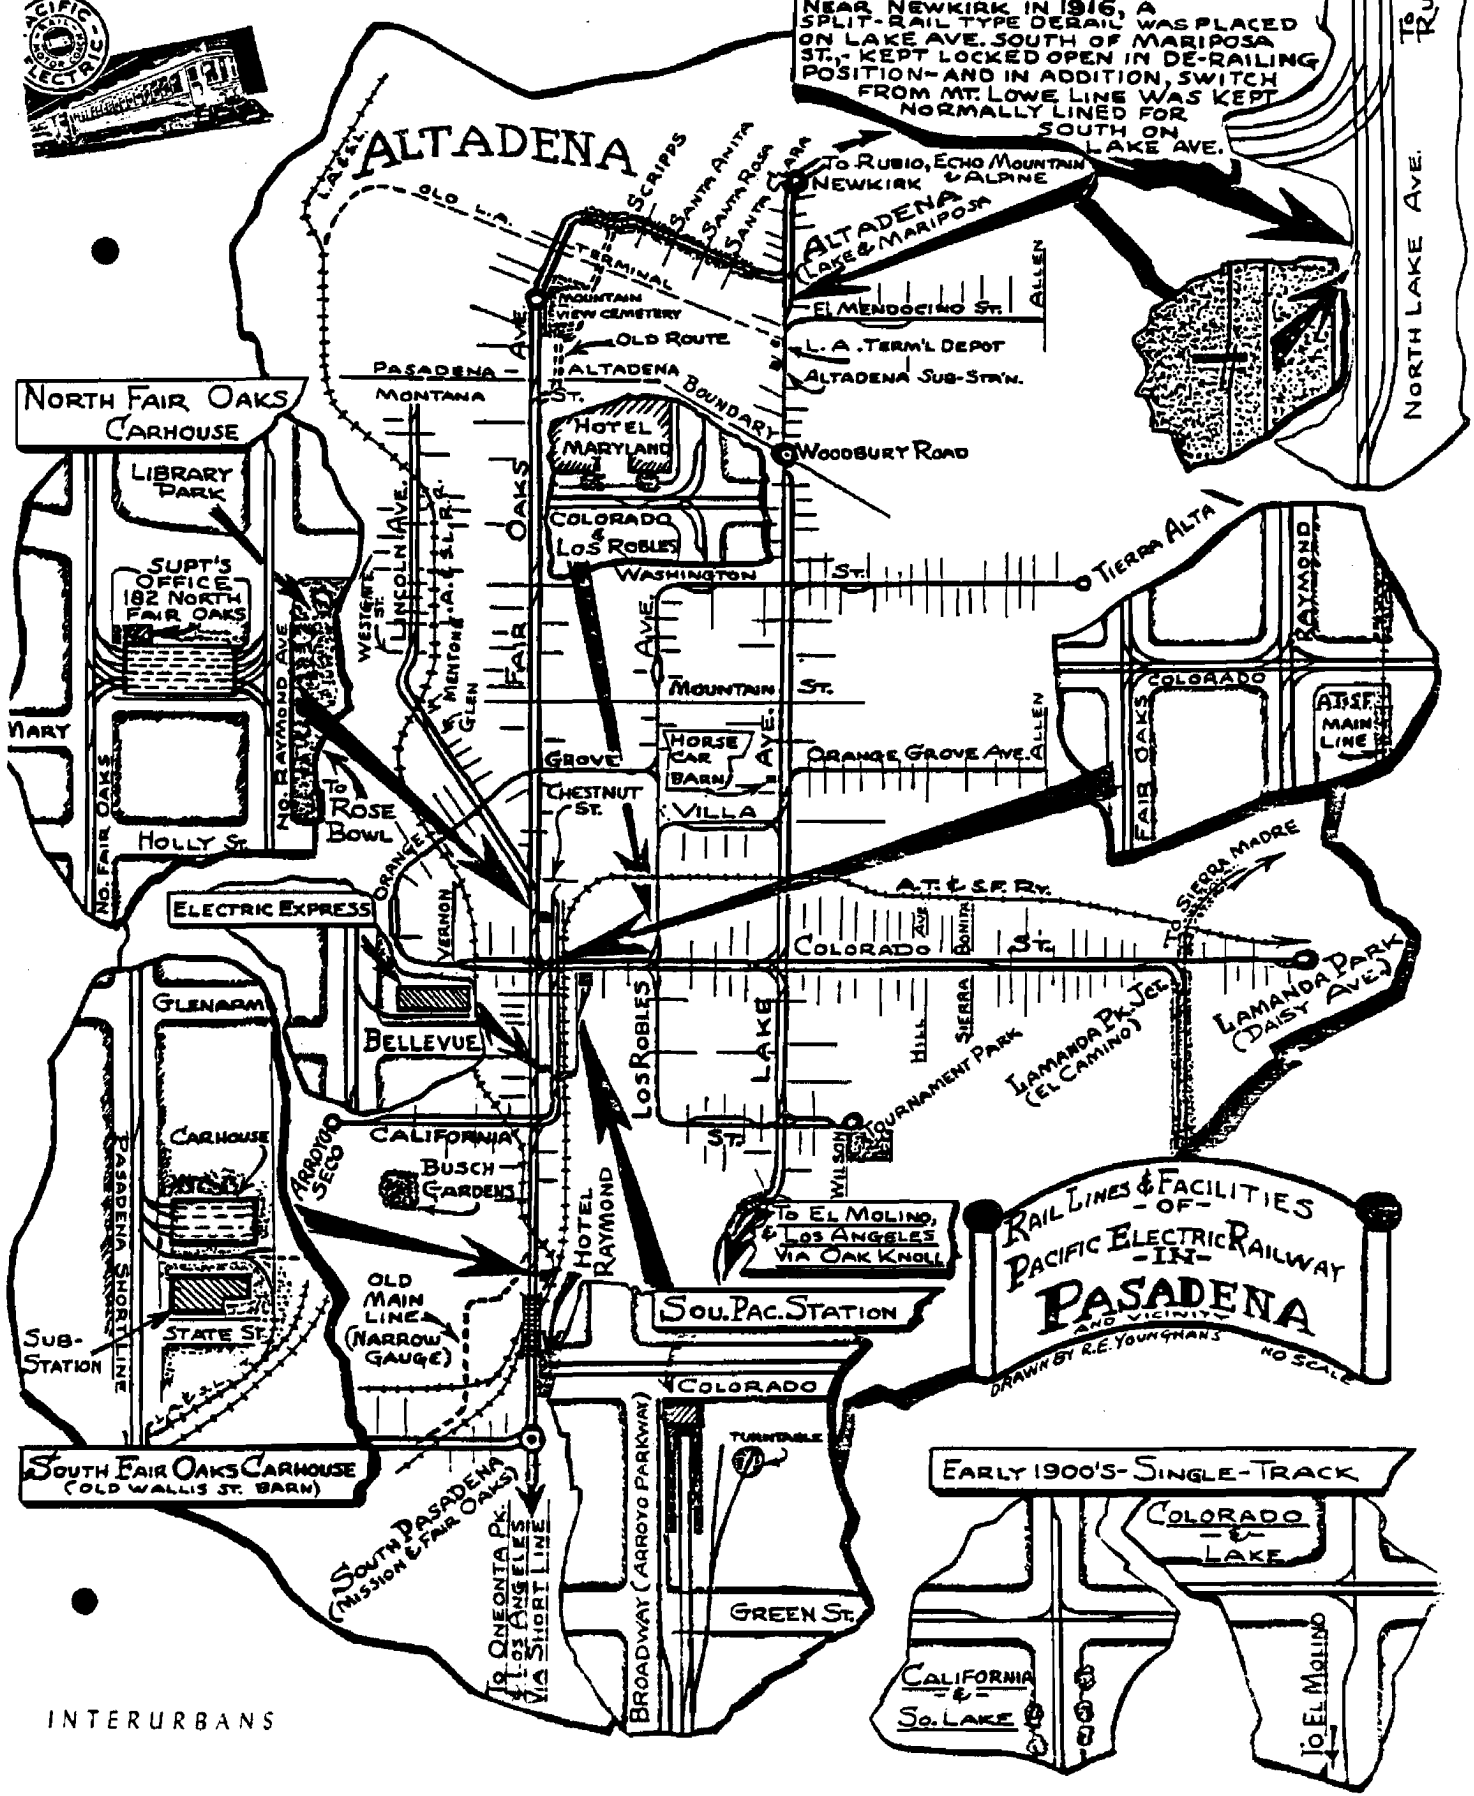 PACIFIC
ELECTRIC
RAIL
MOTOR COACH
NEAR NEWKIRK IN 1916, A
SPLIT-RAIL TYPE DERAIL WAS PLACED
ON LAKE AVE. SOUTH OF MARIPOSA
ST.,- KEPT LOCKED OPEN IN DE-RAILING
POSITION-AND IN ADDITION, SWITCH
FROM MT. LOWE LINE WAS KEPT
NORMALLY LINED FOR
SOUTH ON
LAKE AVE.
To
NORTH LAKE AVE.
ALTADENA
L.A.&S.L.
OLD L.A.
TERMINAL
SCRIPPS
SANTA ANITA
SANTA ROSA
SANTA CLARA
TO RUBIO, ECHO MOUNTAIN
& ALPINE
NEWKIRK
ALTADENA
(LAKE & MARIPOSA
ALLEN
EL MENDOCINO ST.
MOUNTAIN
VIEW CEMETERY
OLD ROUTE
L.A. TERM'L DEPOT
ALTADENA SUB-STA'N.
PASADENA - ALTADENA
BOUNDARY
MONTANA ST.
NORTH FAIR OAKS
CARHOUSE
LIBRARY
PARK
SUPT'S
OFFICE
182 NORTH
FAIR OAKS
MARY
NO. FAIR OAKS
NO. RAYMOND AVE
HOLLY ST.
TO
ROSE
BOWL
HOTEL
MARYLAND
COLORADO
&
LOS ROBLES
WOODBURY ROAD
WASHINGTON ST.
TIERRA ALTA
FAIR OAKS AVE
LINCOLN AVE.
WESTGATE
ST.
L.A. & S.L. R.R.
MENTONE
GLEN
AVE.
MOUNTAIN ST.
HORSE
CAR
BARN
AVE.
GROVE
ORANGE GROVE AVE.
ALLEN
CHESTNUT
ST.
VILLA
ORANGE
VERNON
RAYMOND
COLORADO
A.T.&S.F.
MAIN
LINE
FAIR OAKS
A.T. & S.F. RY.
TO SIERRA MADRE
ELECTRIC EXPRESS
BELLEVUE
COLORADO ST.
AVE
BONITA
HILL
SIERRA
LAMANDA PARK
(DAISY AVE.)
LAMANDA PK. JCT.
(EL CAMINO)
TOURNAMENT PARK
LOS ROBLES
LAKE
WILSON
GLENARM
CARHOUSE
PASADENA SHORT LINE
SUB-
STATION
STATE ST.
L.A.& S.L.
SOUTH FAIR OAKS CARHOUSE
(OLD WALLIS ST. BARN)
ARROYO
SECO
CALIFORNIA ST.
BUSCH
GARDENS
HOTEL
RAYMOND
OLD
MAIN
LINE
(NARROW
GAUGE)
TO EL MOLINO,
& LOS ANGELES
VIA OAK KNOLL
SOU. PAC. STATION
COLORADO
TURNTABLE
BROADWAY (ARROYO PARKWAY)
GREEN ST.
SOUTH PASADENA
(MISSION & FAIR OAKS)
TO ONEONTA PK.
& LOS ANGELES
VIA SHORT LINE
RAIL LINES & FACILITIES
-OF-
PACIFIC ELECTRIC RAILWAY
-IN-
PASADENA
AND VICINITY
DRAWN BY R.E. YOUNGHANS
NO SCALE
EARLY 1900'S-SINGLE-TRACK
COLORADO
-&-
LAKE
CALIFORNIA
-&-
SO. LAKE
TO EL MOLINO
INTERURBANS